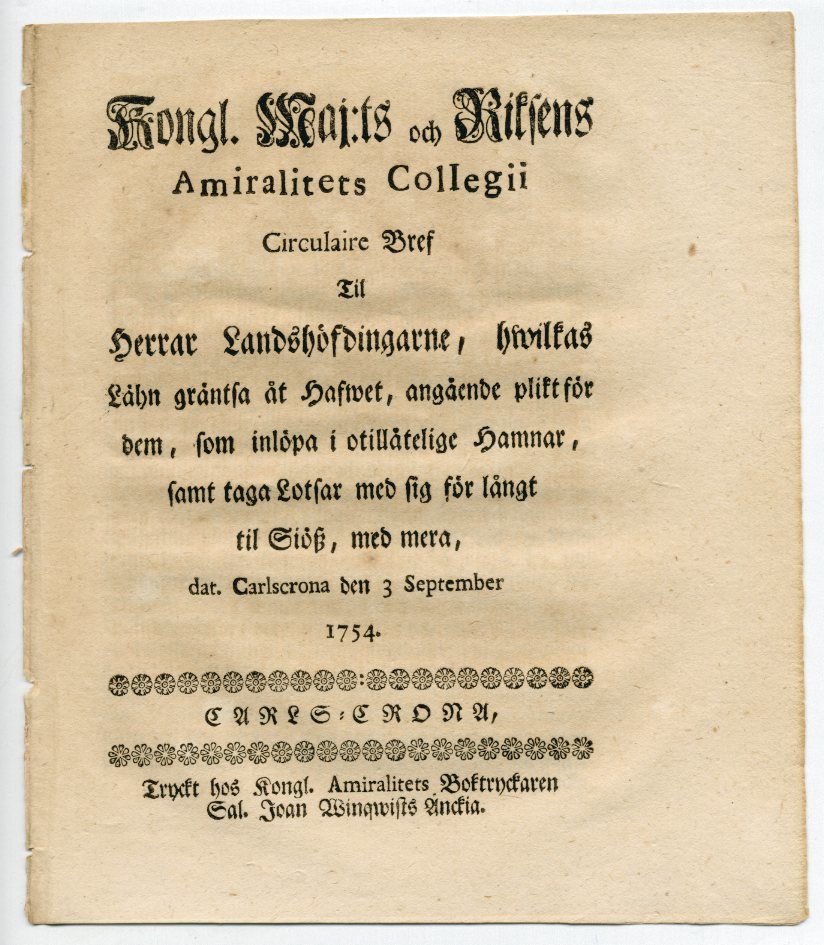 Kongl. Maj:ts och Riksens
Amiralitets Collegii
Circulaire Bref
Til
Herrar Landshöfdingarne, hwilkas
Lähn gräntsa åt Hafwet, angående plikt för
dem, som inlöpa i otillåtelige Hamnar,
samt taga Lotsar med sig för långt
til Siöß, med mera,
dat. Carlscrona den 3 September
1754.
CARLS-CRONA,
Tryckt hos Kongl. Amiralitets Boktryckaren
Sal. Joan Winqwists Änckia.